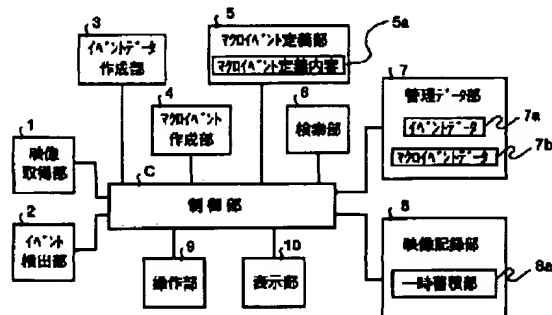 3
イベントデータ
作成部
5
マクロイベント定義部
マクロイベント定義内容
5a
4
マクロイベント
作成部
6
検索部
7
管理データ部
イベントデータ
7a
マクロイベントデータ
7b
1
映像
取得部
C
制御部
2
イベント
検出部
8
映像記録部
一時蓄積部
8a
9
操作部
10
表示部